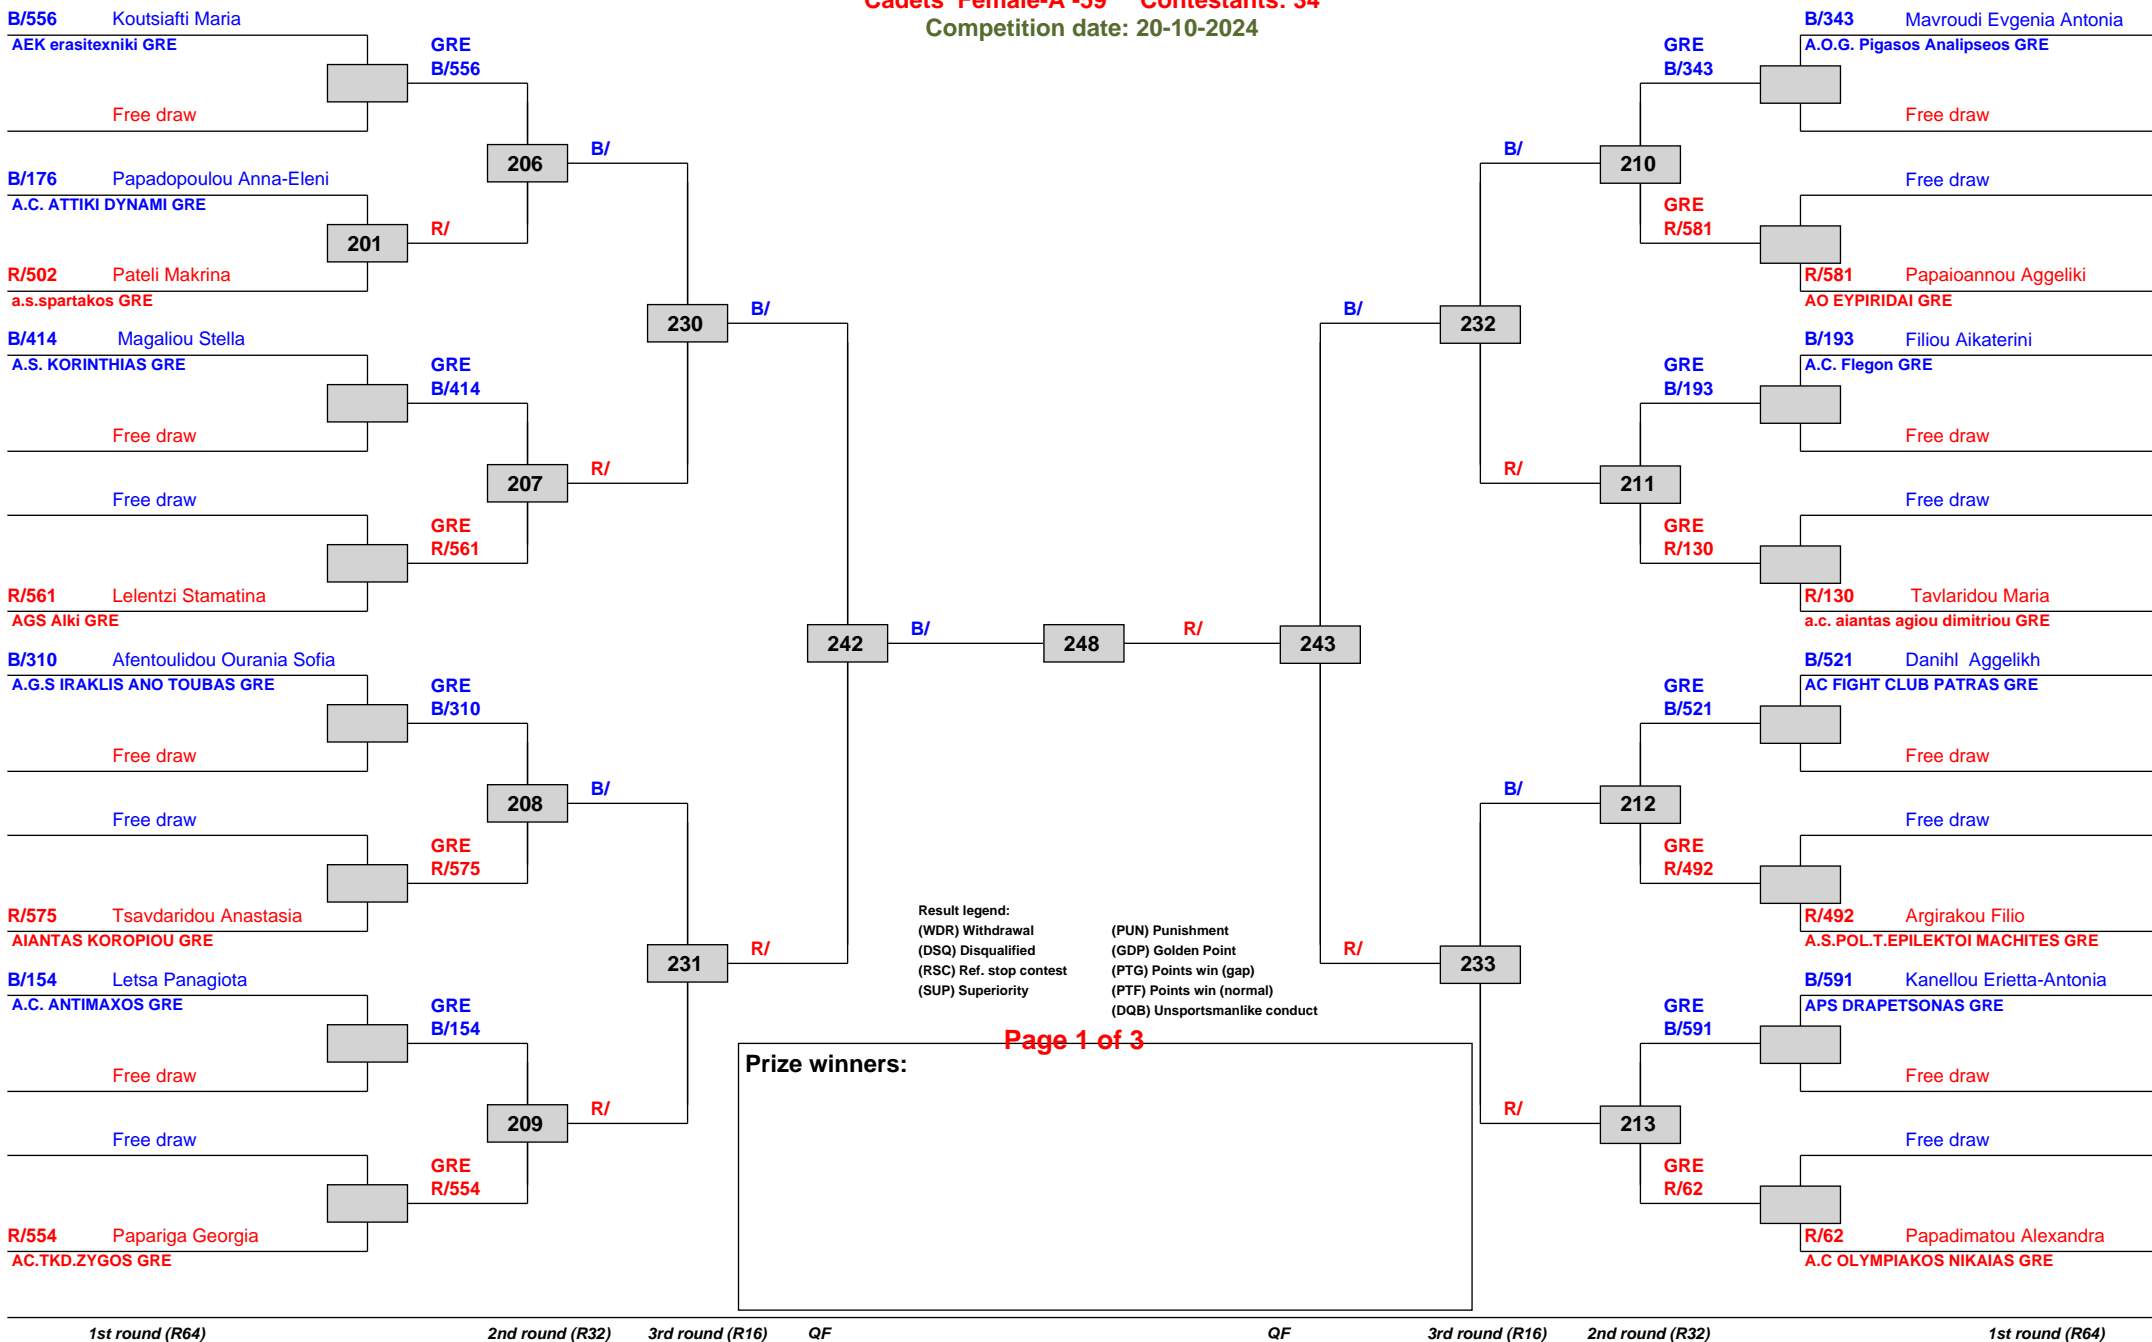 Cadets Female-A -59 Contestants: 34
Competition date: 20-10-2024
B/556 Koutsiafti Maria
AEK erasitexniki GRE
GRE
B/556
Free draw
206
B/
B/176 Papadopoulou Anna-Eleni
A.C. ATTIKI DYNAMI GRE
201
R/
R/502 Pateli Makrina
a.s.spartakos GRE
230
B/
B/414 Magaliou Stella
A.S. KORINTHIAS GRE
GRE
B/414
Free draw
207
R/
Free draw
GRE
R/561
R/561 Lelentzi Stamatina
AGS Alki GRE
242
B/
248
R/
243
B/310 Afentoulidou Ourania Sofia
A.G.S IRAKLIS ANO TOUBAS GRE
GRE
B/310
Free draw
208
B/
Free draw
GRE
R/575
R/575 Tsavdaridou Anastasia
AIANTAS KOROPIOU GRE
231
R/
B/154 Letsa Panagiota
A.C. ANTIMAXOS GRE
GRE
B/154
Free draw
209
R/
Free draw
GRE
R/554
R/554 Papariga Georgia
AC.TKD.ZYGOS GRE
B/343 Mavroudi Evgenia Antonia
A.O.G. Pigasos Analipseos GRE
GRE
B/343
Free draw
B/
210
Free draw
GRE
R/581
R/581 Papaioannou Aggeliki
AO EYPIRIDAI GRE
B/
232
B/193 Filiou Aikaterini
A.C. Flegon GRE
GRE
B/193
Free draw
R/
211
Free draw
GRE
R/130
R/130 Tavlaridou Maria
a.c. aiantas agiou dimitriou GRE
B/521 Danihl Aggelikh
AC FIGHT CLUB PATRAS GRE
GRE
B/521
Free draw
B/
212
Free draw
GRE
R/492
R/492 Argirakou Filio
A.S.POL.T.EPILEKTOI MACHITES GRE
R/
233
B/591 Kanellou Erietta-Antonia
APS DRAPETSONAS GRE
GRE
B/591
Free draw
R/
213
Free draw
GRE
R/62
R/62 Papadimatou Alexandra
A.C OLYMPIAKOS NIKAIAS GRE
Result legend:
(WDR) Withdrawal (PUN) Punishment
(DSQ) Disqualified (GDP) Golden Point
(RSC) Ref. stop contest (PTG) Points win (gap)
(SUP) Superiority (PTF) Points win (normal)
(DQB) Unsportsmanlike conduct
Page 1 of 3
Prize winners:
1st round (R64) 2nd round (R32) 3rd round (R16) QF QF 3rd round (R16) 2nd round (R32) 1st round (R64)